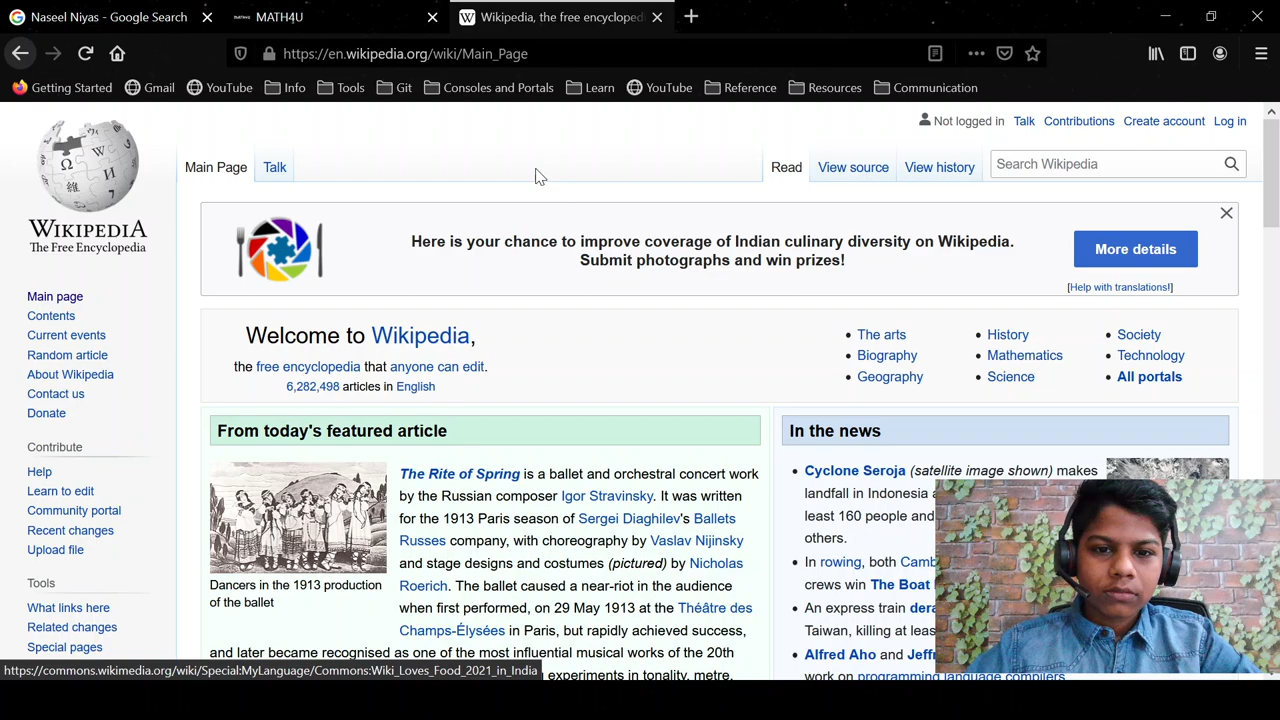 Naseel Niyas - Google Search
MATH4U
MATH4U
Wikipedia, the free encyclopedi
https://en.wikipedia.org/wiki/Main_Page
Getting Started
Gmail
YouTube
Info
Tools
Git
Consoles and Portals
Learn
YouTube
Reference
Resources
Communication
Not logged in Talk Contributions Create account Log in
Main Page Talk
Read View source View history
Search Wikipedia
WIKIPEDIA
The Free Encyclopedia
Here is your chance to improve coverage of Indian culinary diversity on Wikipedia.
Submit photographs and win prizes!
More details
[Help with translations!]
Main page
Contents
Current events
Random article
About Wikipedia
Contact us
Donate
Contribute
Help
Learn to edit
Community portal
Recent changes
Upload file
Tools
What links here
Related changes
Special pages
Welcome to Wikipedia,
the free encyclopedia that anyone can edit.
6,282,498 articles in English
The arts
Biography
Geography
History
Mathematics
Science
Society
Technology
All portals
From today's featured article
Dancers in the 1913 production
of the ballet
The Rite of Spring is a ballet and orchestral concert work
by the Russian composer Igor Stravinsky. It was written
for the 1913 Paris season of Sergei Diaghilev's Ballets
Russes company, with choreography by Vaslav Nijinsky
and stage designs and costumes (pictured) by Nicholas
Roerich. The ballet caused a near-riot in the audience
when first performed, on 29 May 1913 at the Théâtre des
Champs-Élysées in Paris, but rapidly achieved success,
and later became recognised as one of the most influential musical works of the 20th
experiments in tonality, metre,
In the news
Cyclone Seroja (satellite image shown) makes
landfall in Indonesia
least 160 people and
others.
In rowing, both Camb
crews win The Boat
An express train dera
Taiwan, killing at leas
Alfred Aho and Jeff
work on programming language compilers
https://commons.wikimedia.org/wiki/Special:MyLanguage/Commons:Wiki_Loves_Food_2021_in_India